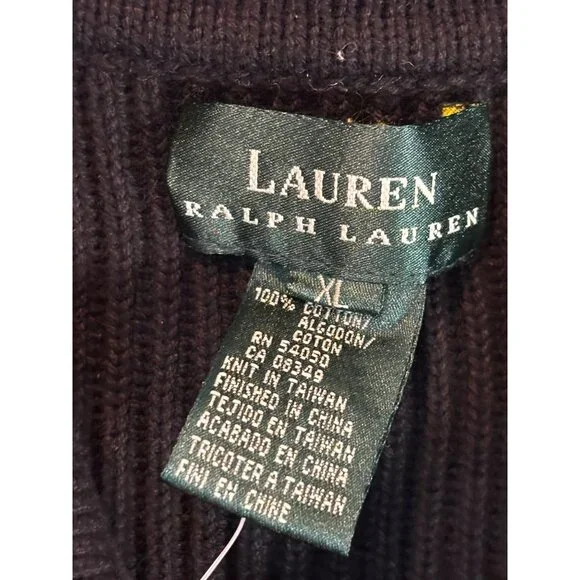 LAUREN
RALPH LAUREN
XL
100% COTTON/
ALGODON/
COTON
RN 54050
CA 08349
KNIT IN TAIWAN
FINISHED IN CHINA
TEJIDO EN TAIWAN
ACABADO EN CHINA
TRICOTER A TAIWAN
FINI EN CHINE